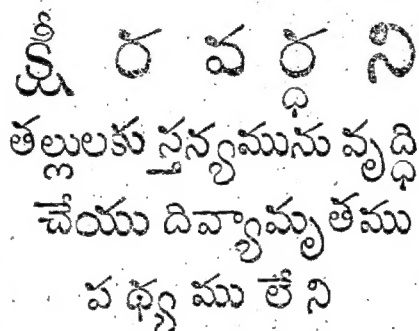 క్షీ ర వ ర్ధ ని
తల్లులకు స్తన్యమును వృద్ధి
చేయు దివ్యామృతము
ప థ్య ము లే ని